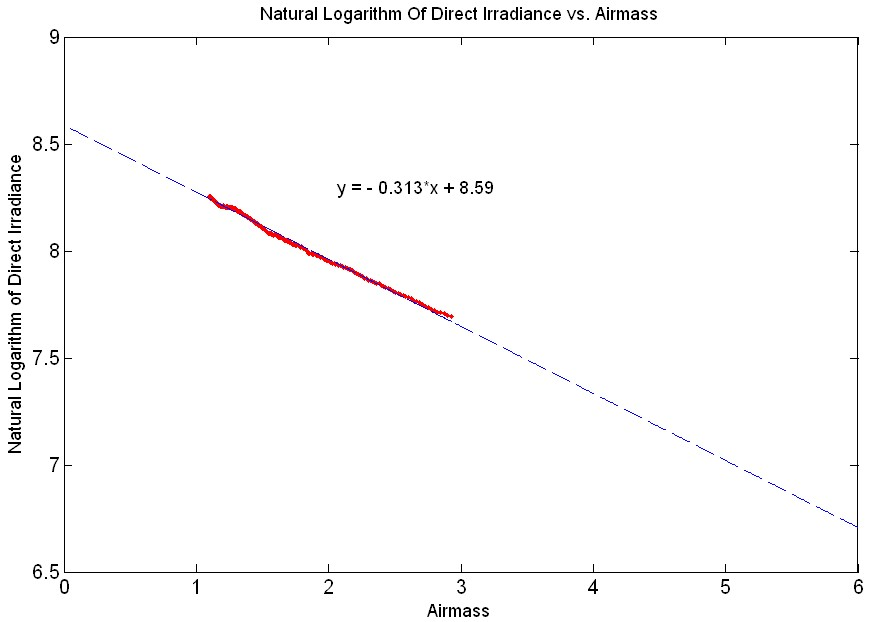 Natural Logarithm Of Direct Irradiance vs. Airmass
9
8.5
8
7.5
7
6.5
Natural Logarithm of Direct Irradiance
y = - 0.313*x + 8.59
0 1 2 3 4 5 6
Airmass